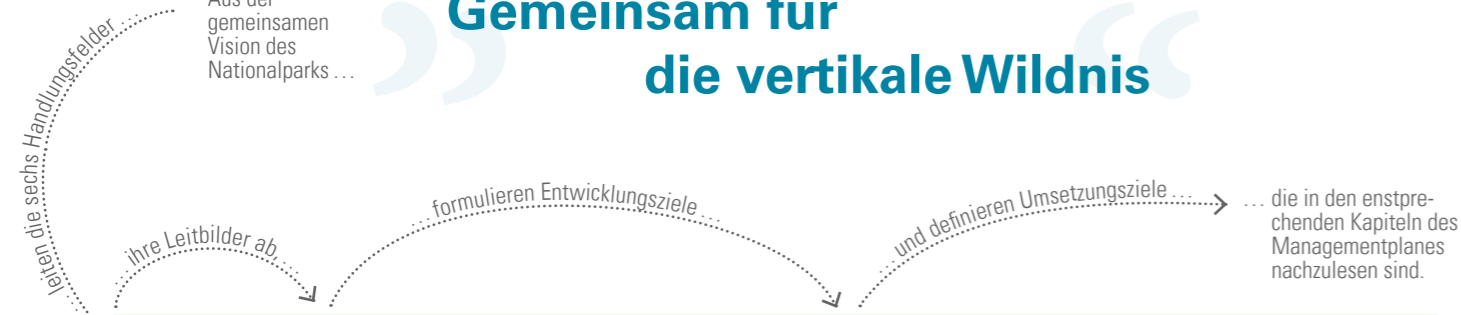 Aus der
gemeinsamen
Vision des
Nationalparks …
„Gemeinsam für
die vertikale Wildnis“
… leiten die sechs Handlungsfelder …
… ihre Leitbilder ab, …
… formulieren Entwicklungsziele …
… und definieren Umsetzungsziele …
… die in den enstpre-
chenden Kapiteln des
Managementplanes
nachzulesen sind.